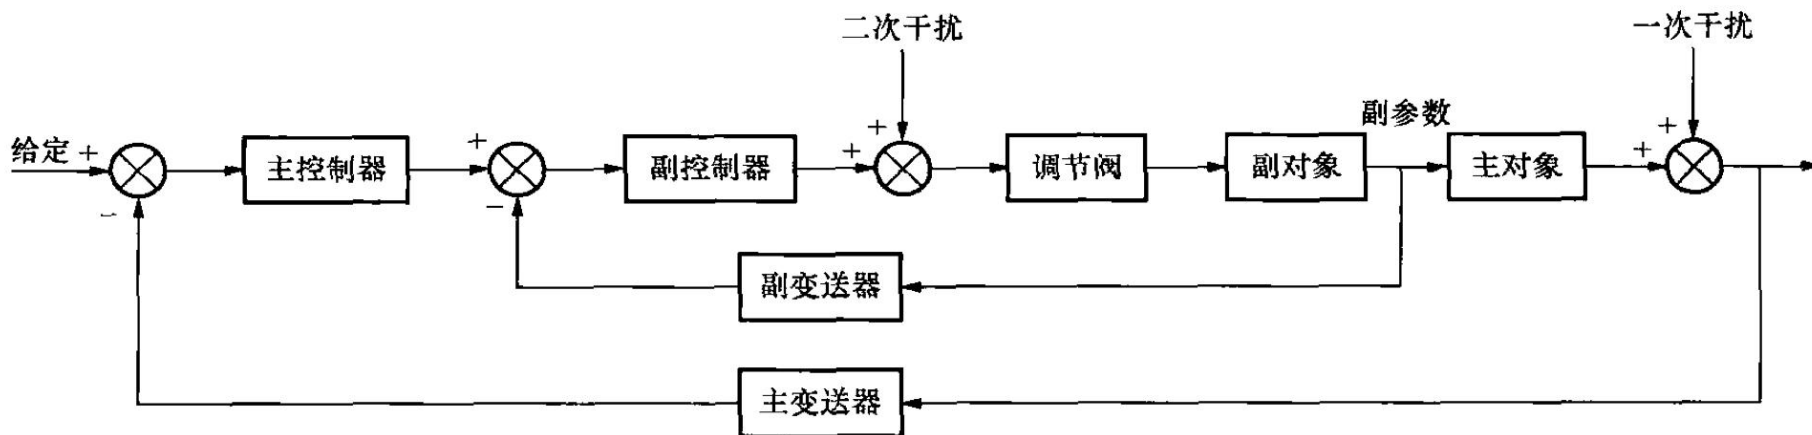 二次干扰
一次干扰
副参数
给定 + 主控制器 + 副控制器 + + 调节阀 副对象 主对象 + +
- -
副变送器
主变送器